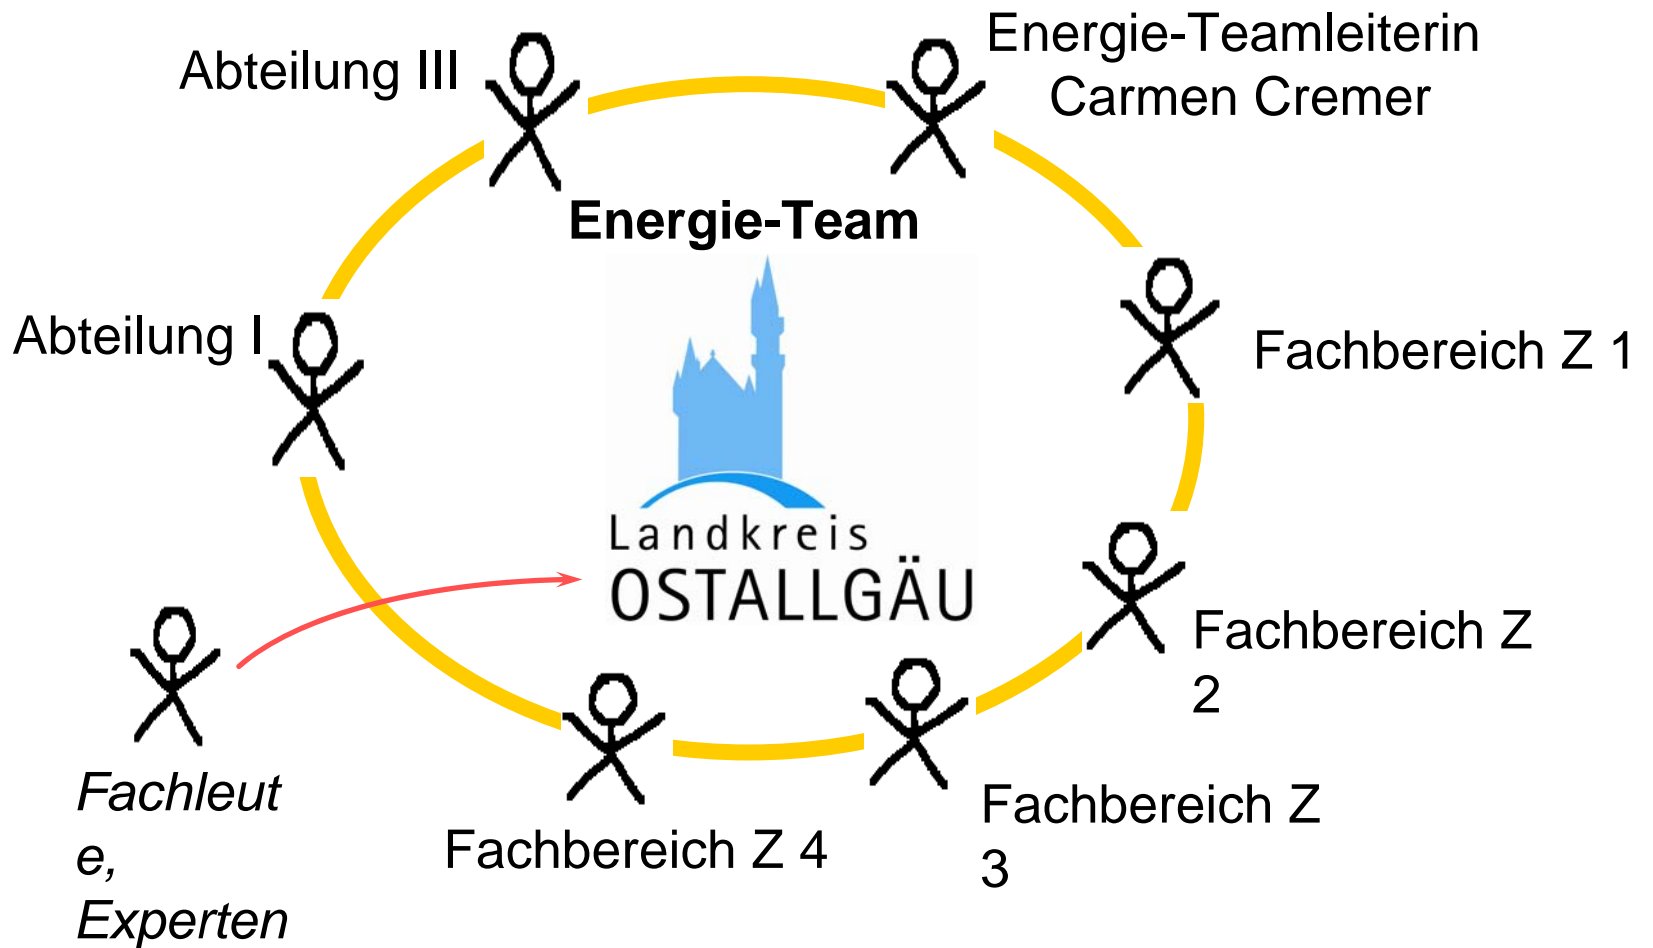 Energie-Teamleiterin
Carmen Cremer
Abteilung III
Energie-Team
Abteilung I
Fachbereich Z 1
Landkreis
OSTALLGÄU
Fachbereich Z
2
Fachleut
e,
Experten
Fachbereich Z
3
Fachbereich Z 4